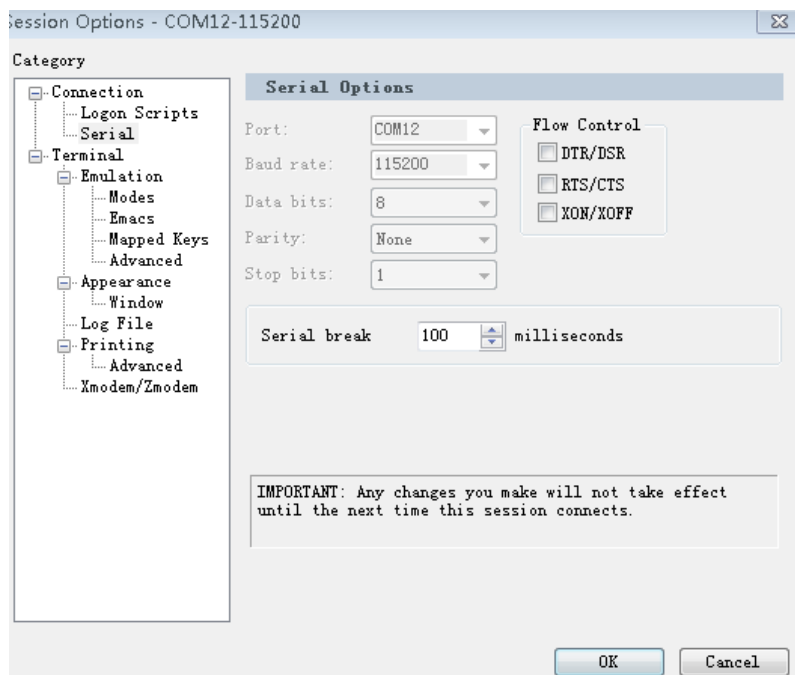 Session Options - COM12-115200
Category
Connection
Logon Scripts
Serial
Terminal
Emulation
Modes
Emacs
Mapped Keys
Advanced
Appearance
Window
Log File
Printing
Advanced
Xmodem/Zmodem
Serial Options
Port: COM12
Baud rate: 115200
Data bits: 8
Parity: None
Stop bits: 1
Flow Control
DTR/DSR
RTS/CTS
XON/XOFF
Serial break 100 milliseconds
IMPORTANT: Any changes you make will not take effect
until the next time this session connects.
OK Cancel